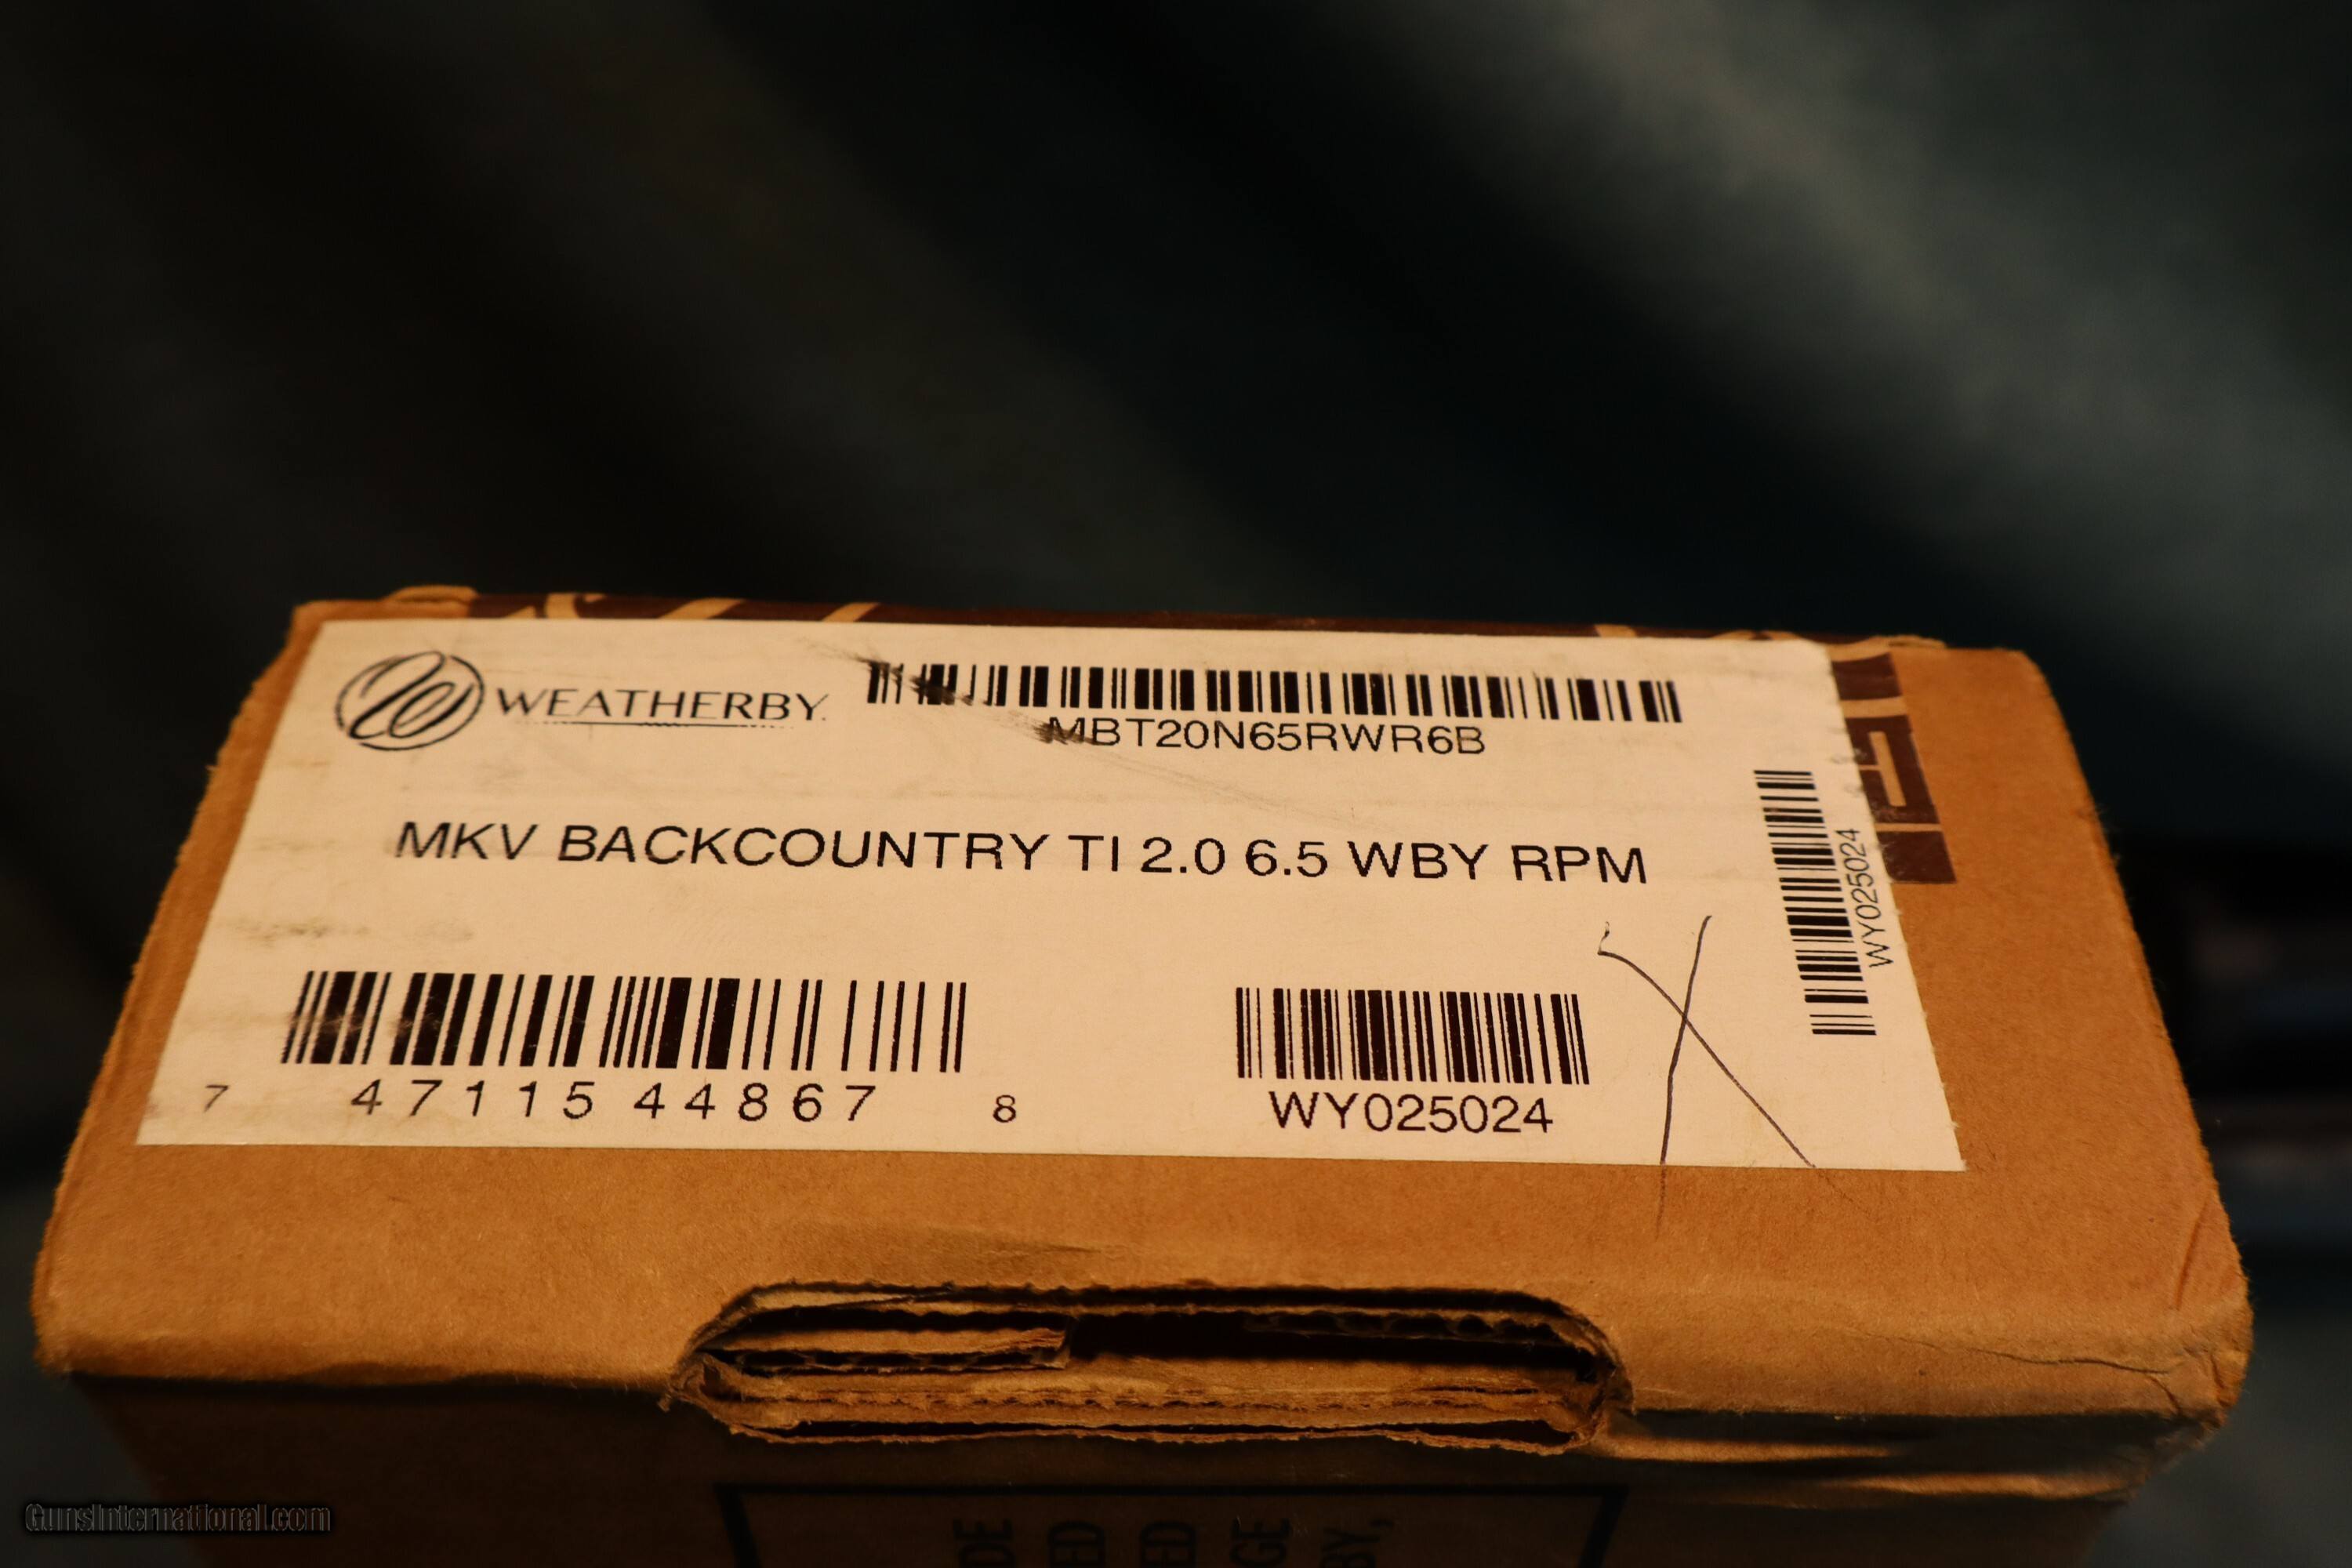 WEATHERBY.
MBT20N65RWR6B
MKV BACKCOUNTRY TI 2.0 6.5 WBY RPM
WY025024
7 47115 44867 8
WY025024
GunsInternational.com